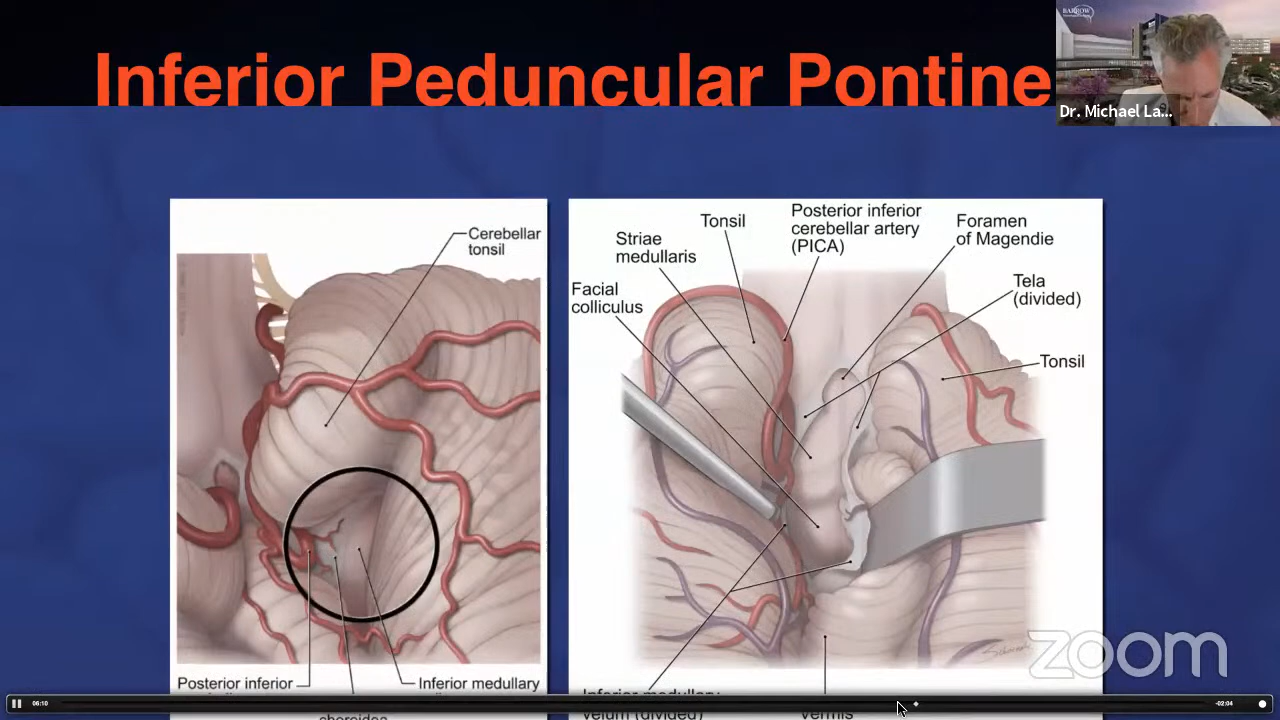 Inferior Peduncular Pontine
BARROW
Dr. Michael La...
Cerebellar
tonsil
Posterior inferior
Inferior medullary
choroidea
Tonsil
Posterior inferior
cerebellar artery
(PICA)
Foramen
of Magendie
Striae
medullaris
Tela
(divided)
Facial
colliculus
Tonsil
Inferior medullary
velum (divided)
Vermis
zoom
06:10
-02:04